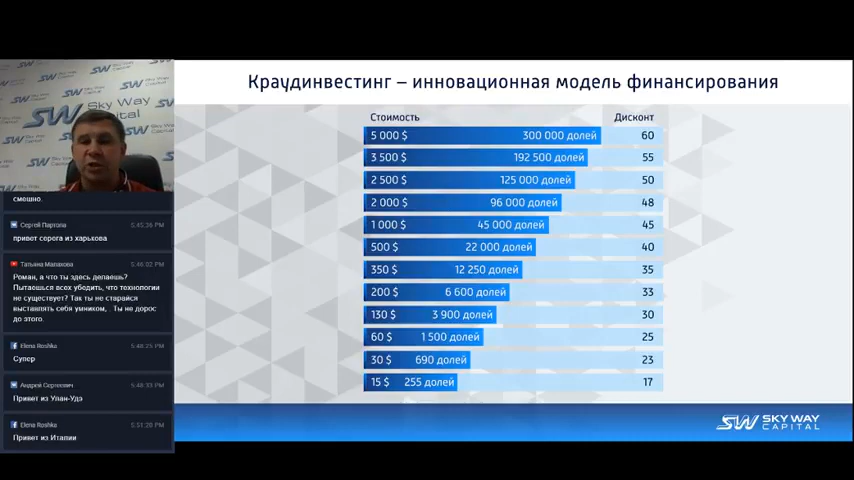 Краудинвестинг – инновационная модель финансирования
Стоимость Дисконт
5 000 $ 300 000 долей 60
3 500 $ 192 500 долей 55
2 500 $ 125 000 долей 50
2 000 $ 96 000 долей 48
1 000 $ 45 000 долей 45
500 $ 22 000 долей 40
350 $ 12 250 долей 35
200 $ 6 600 долей 33
130 $ 3 900 долей 30
60 $ 1 500 долей 25
30 $ 690 долей 23
15 $ 255 долей 17
SW SKY WAY
CAPITAL
SW Sky Way
Capital
смешно.
Сергей Партола 5:45:36 PM
привет сорога из харькова
Татьяна Малахова 5:46:02 PM
Роман, а что ты здесь делаешь?
Пытаешься всех убедить, что технологии
не существует? Так ты не старайся
выставлять себя умником, . Ты не дорос
до этого.
Elena Roshka 5:48:25 PM
Супер
Андрей Сергеевич 5:48:33 PM
Привет из Улан-Удэ
Elena Roshka 5:51:20 PM
Привет из Италии